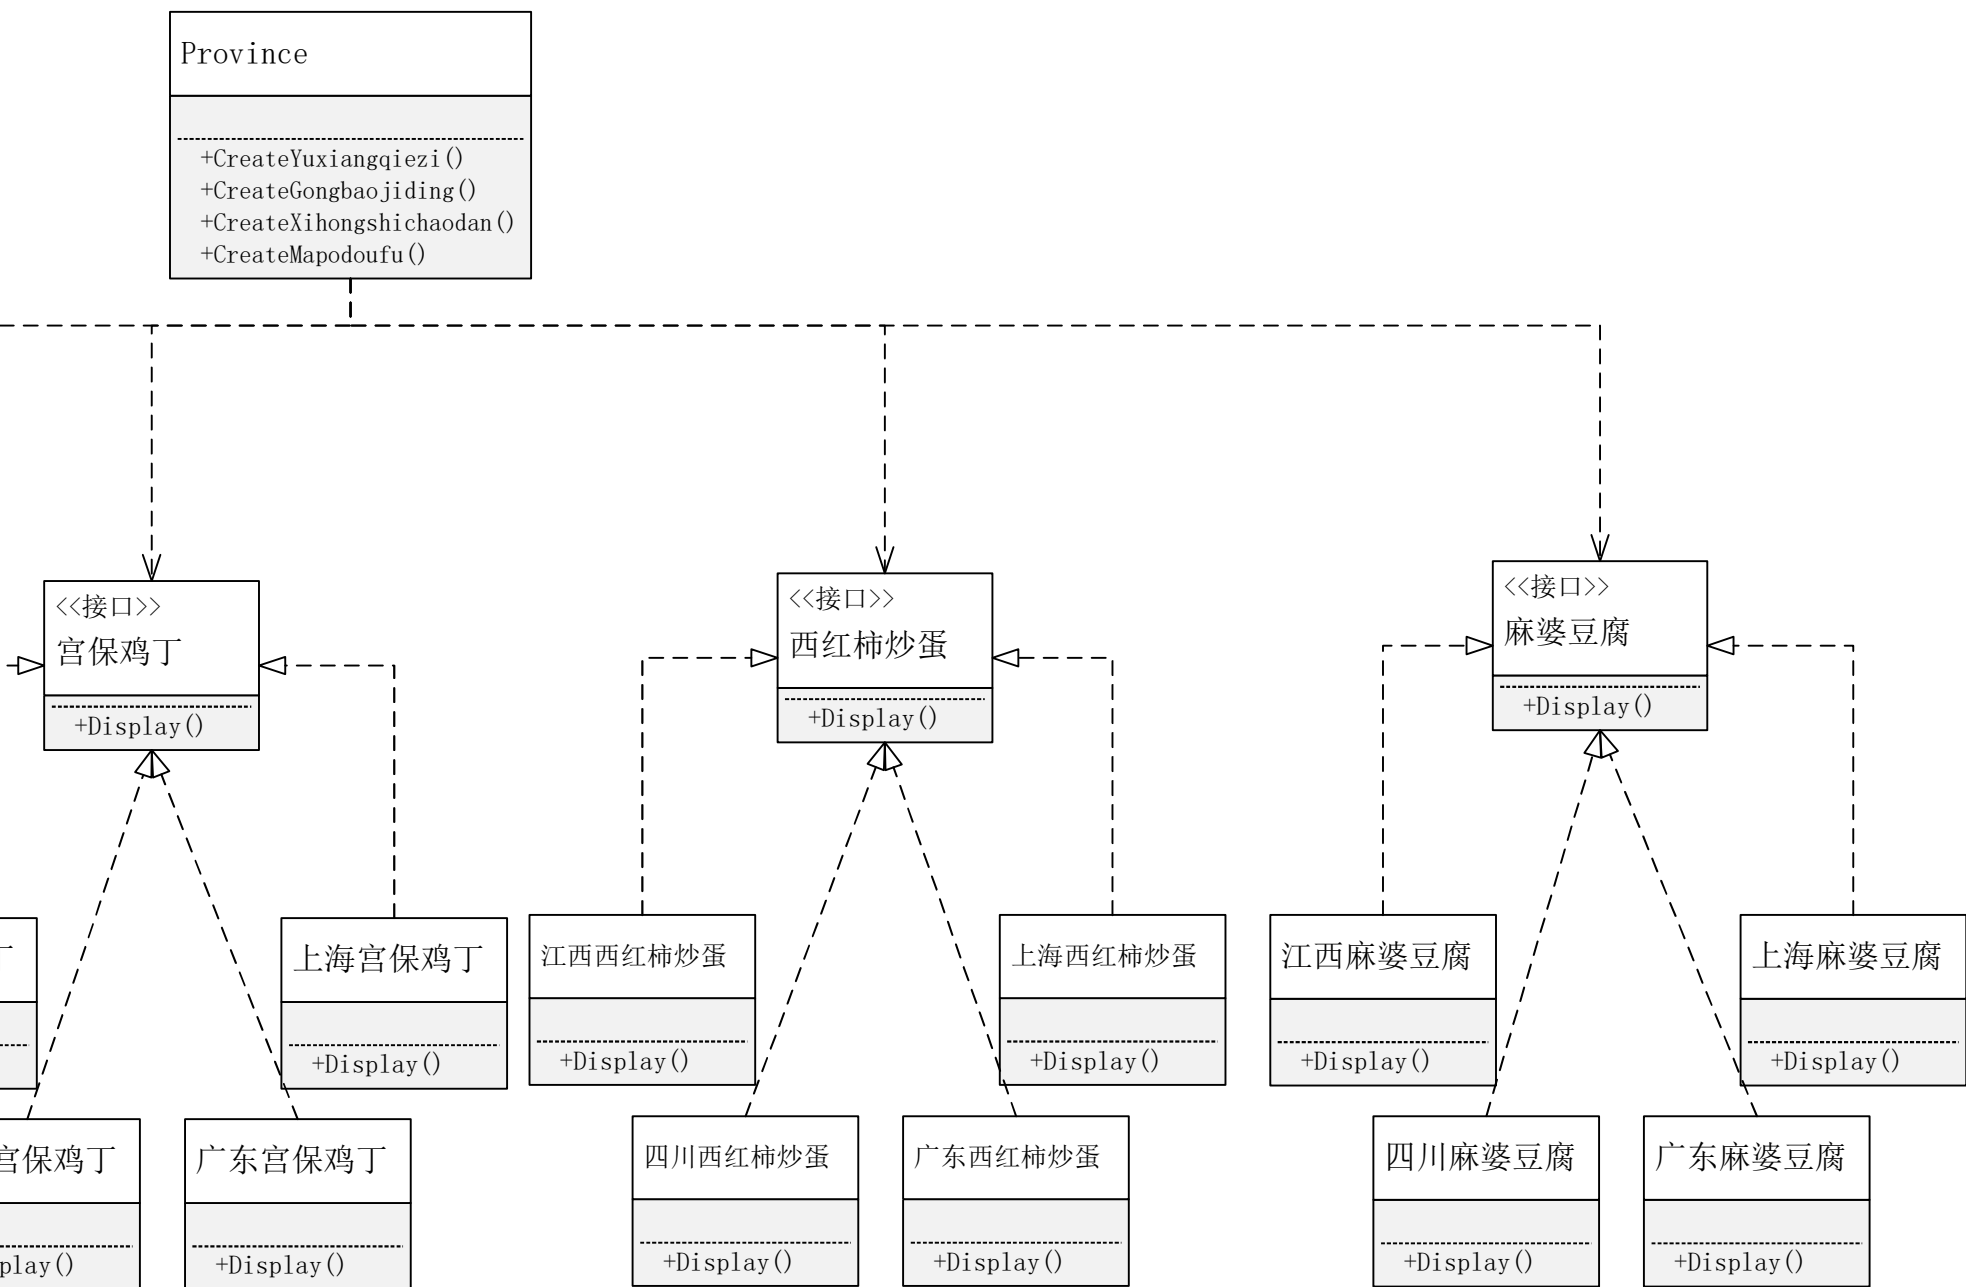 Province
+CreateYuxiangqiezi()
+CreateGongbaojiding()
+CreateXihongshichaodan()
+CreateMapodoufu()
<<接口>>
宫保鸡丁
+Display()
<<接口>>
西红柿炒蛋
+Display()
<<接口>>
麻婆豆腐
+Display()
上海宫保鸡丁
+Display()
江西西红柿炒蛋
+Display()
上海西红柿炒蛋
+Display()
江西麻婆豆腐
+Display()
上海麻婆豆腐
+Display()
宫保鸡丁
play()
广东宫保鸡丁
+Display()
四川西红柿炒蛋
+Display()
广东西红柿炒蛋
+Display()
四川麻婆豆腐
+Display()
广东麻婆豆腐
+Display()